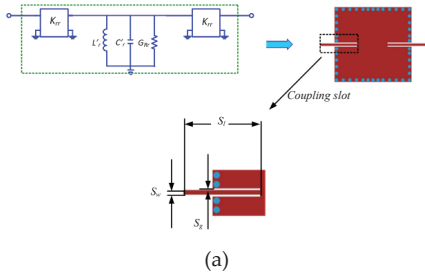 K_rr
K_rr
L'_r
C'_r
G_Rr
Coupling slot
S_l
S_w
S_g
(a)